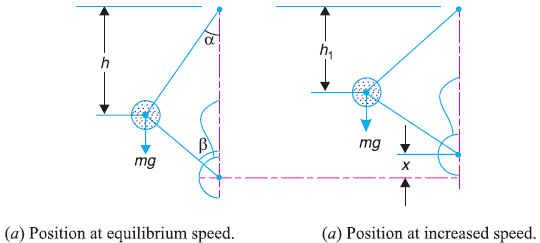 h
α
β
mg
h₁
mg
x
(a) Position at equilibrium speed.
(a) Position at increased speed.